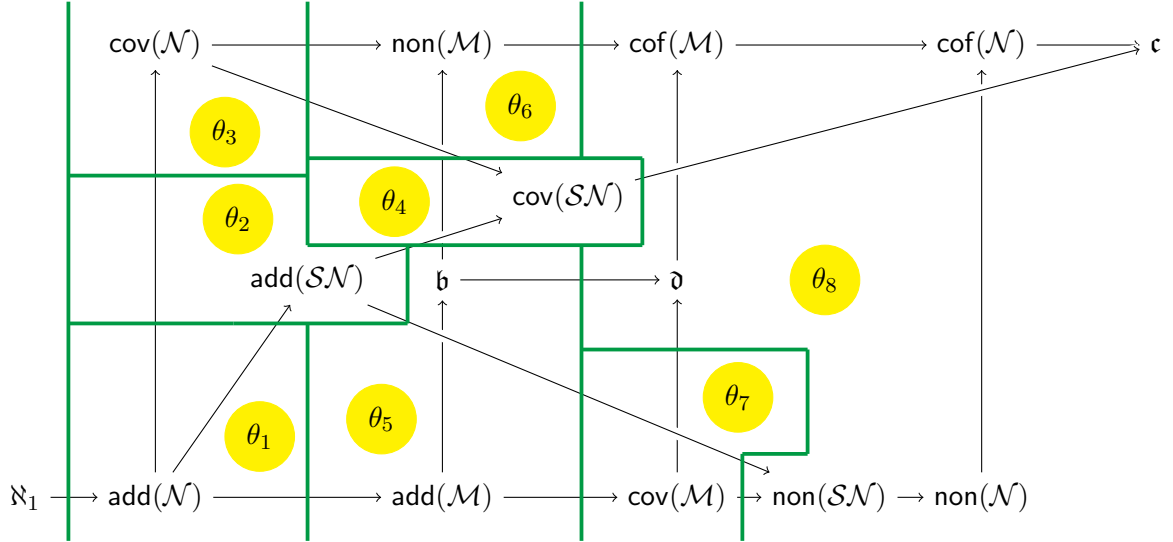 cov(𝒩) non(ℳ) cof(ℳ) cof(𝒩) 𝔠
θ₆
θ₃
θ₄ cov(𝒮𝒩)
θ₂
add(𝒮𝒩) 𝔟 𝔡 θ₈
θ₇
θ₅
θ₁
ℵ₁ add(𝒩) add(ℳ) cov(ℳ) non(𝒮𝒩) non(𝒩)